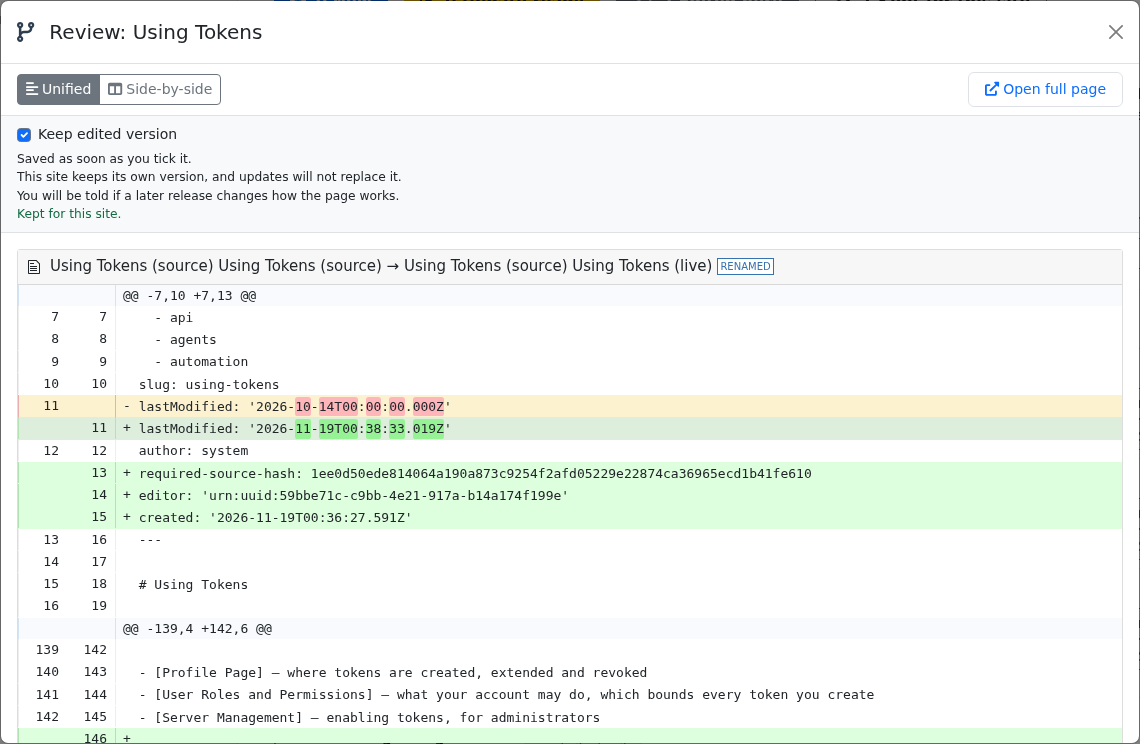 Review: Using Tokens
Unified Side-by-side Open full page
Keep edited version
Saved as soon as you tick it.
This site keeps its own version, and updates will not replace it.
You will be told if a later release changes how the page works.
Kept for this site.
Using Tokens (source) Using Tokens (source) → Using Tokens (source) Using Tokens (live) RENAMED
@@ -7,10 +7,13 @@
7 7 - api
8 8 - agents
9 9 - automation
10 10 slug: using-tokens
11 - lastModified: '2026-10-14T00:00:00.000Z'
11 + lastModified: '2026-11-19T00:38:33.019Z'
12 12 author: system
13 + required-source-hash: 1ee0d50ede814064a190a873c9254f2afd05229e22874ca36965ecd1b41fe610
14 + editor: 'urn:uuid:59bbe71c-c9bb-4e21-917a-b14a174f199e'
15 + created: '2026-11-19T00:36:27.591Z'
13 16 ---
14 17
15 18 # Using Tokens
16 19
@@ -139,4 +142,6 @@
139 142
140 143 - [Profile Page] — where tokens are created, extended and revoked
141 144 - [User Roles and Permissions] — what your account may do, which bounds every token you create
142 145 - [Server Management] — enabling tokens, for administrators
146 +